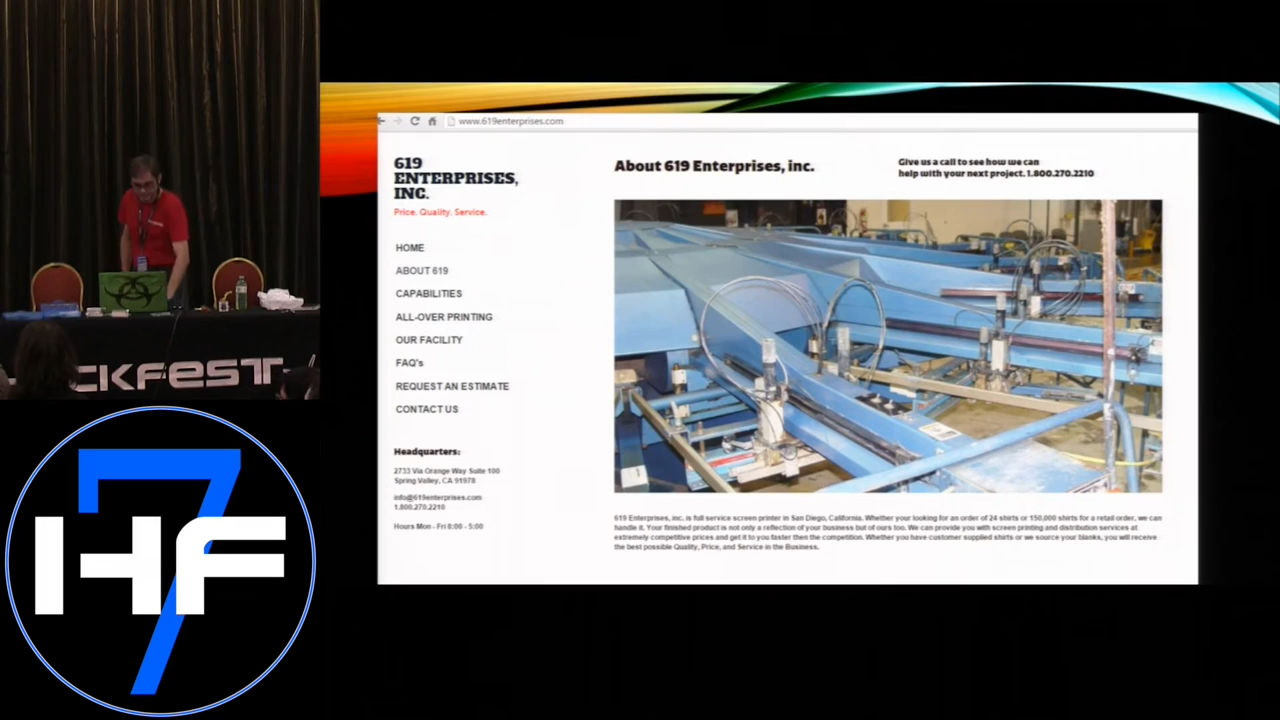 www.619enterprises.com
619
ENTERPRISES,
INC.
Price. Quality. Service.
HOME
ABOUT 619
CAPABILITIES
ALL-OVER PRINTING
OUR FACILITY
FAQ's
REQUEST AN ESTIMATE
CONTACT US
Headquarters:
2733 Via Orange Way Suite 100
Spring Valley, CA 91978
info@619enterprises.com
1.800.270.2210
Hours Mon - Fri 8:00 - 5:00
About 619 Enterprises, inc.
Give us a call to see how we can
help with your next project. 1.800.270.2210
619 Enterprises, inc. is full service screen printer in San Diego, California. Whether your looking for an order of 24 shirts or 150,000 shirts for a retail order, we can
handle it. Your finished product is not only a reflection of your business but of ours too. We can provide you with screen printing and distribution services at
extremely competitive prices and get it to you faster then the competition. Whether you have customer supplied shirts or we source your blanks, you will receive
the best possible Quality, Price, and Service in the Business.
CKFEST
7
HF